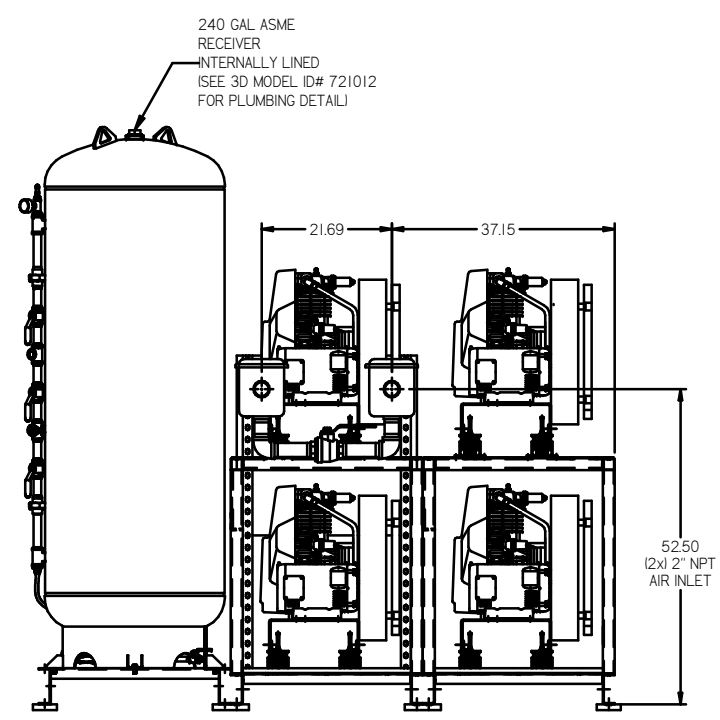 240 GAL ASME
RECEIVER
INTERNALLY LINED
(SEE 3D MODEL ID# 721012
FOR PLUMBING DETAIL)
21.69
37.15
52.50
(2x) 2" NPT
AIR INLET